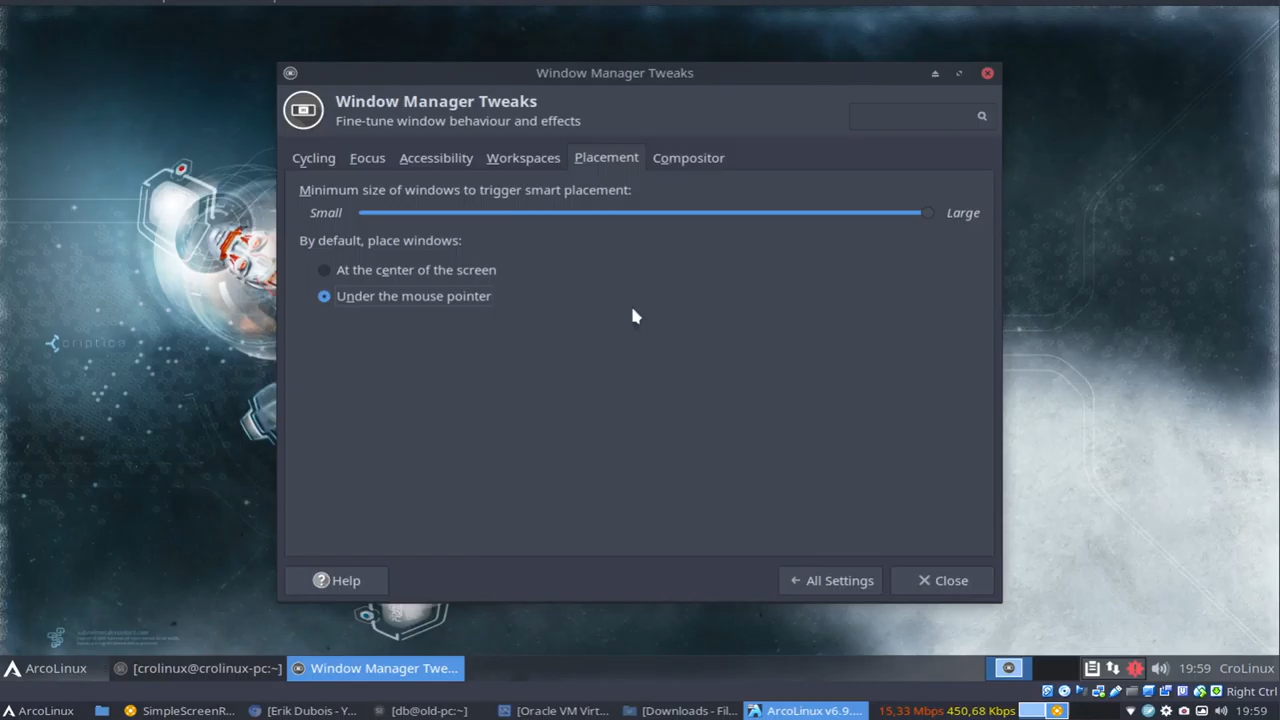 Window Manager Tweaks
Window Manager Tweaks
Fine-tune window behaviour and effects
Cycling Focus Accessibility Workspaces Placement Compositor
Minimum size of windows to trigger smart placement:
Small Large
By default, place windows:
At the center of the screen
Under the mouse pointer
criptica
Help All Settings Close
ArcoLinux [crolinux@crolinux-pc:~] Window Manager Twe... 19:59 CroLinux
Right Ctrl
ArcoLinux SimpleScreenR... [Erik Dubois - Y... [db@old-pc:~] [Oracle VM Virt... [Downloads - Fil... ArcoLinux v6.9.... 15,33 Mbps 450,68 Kbps 19:59